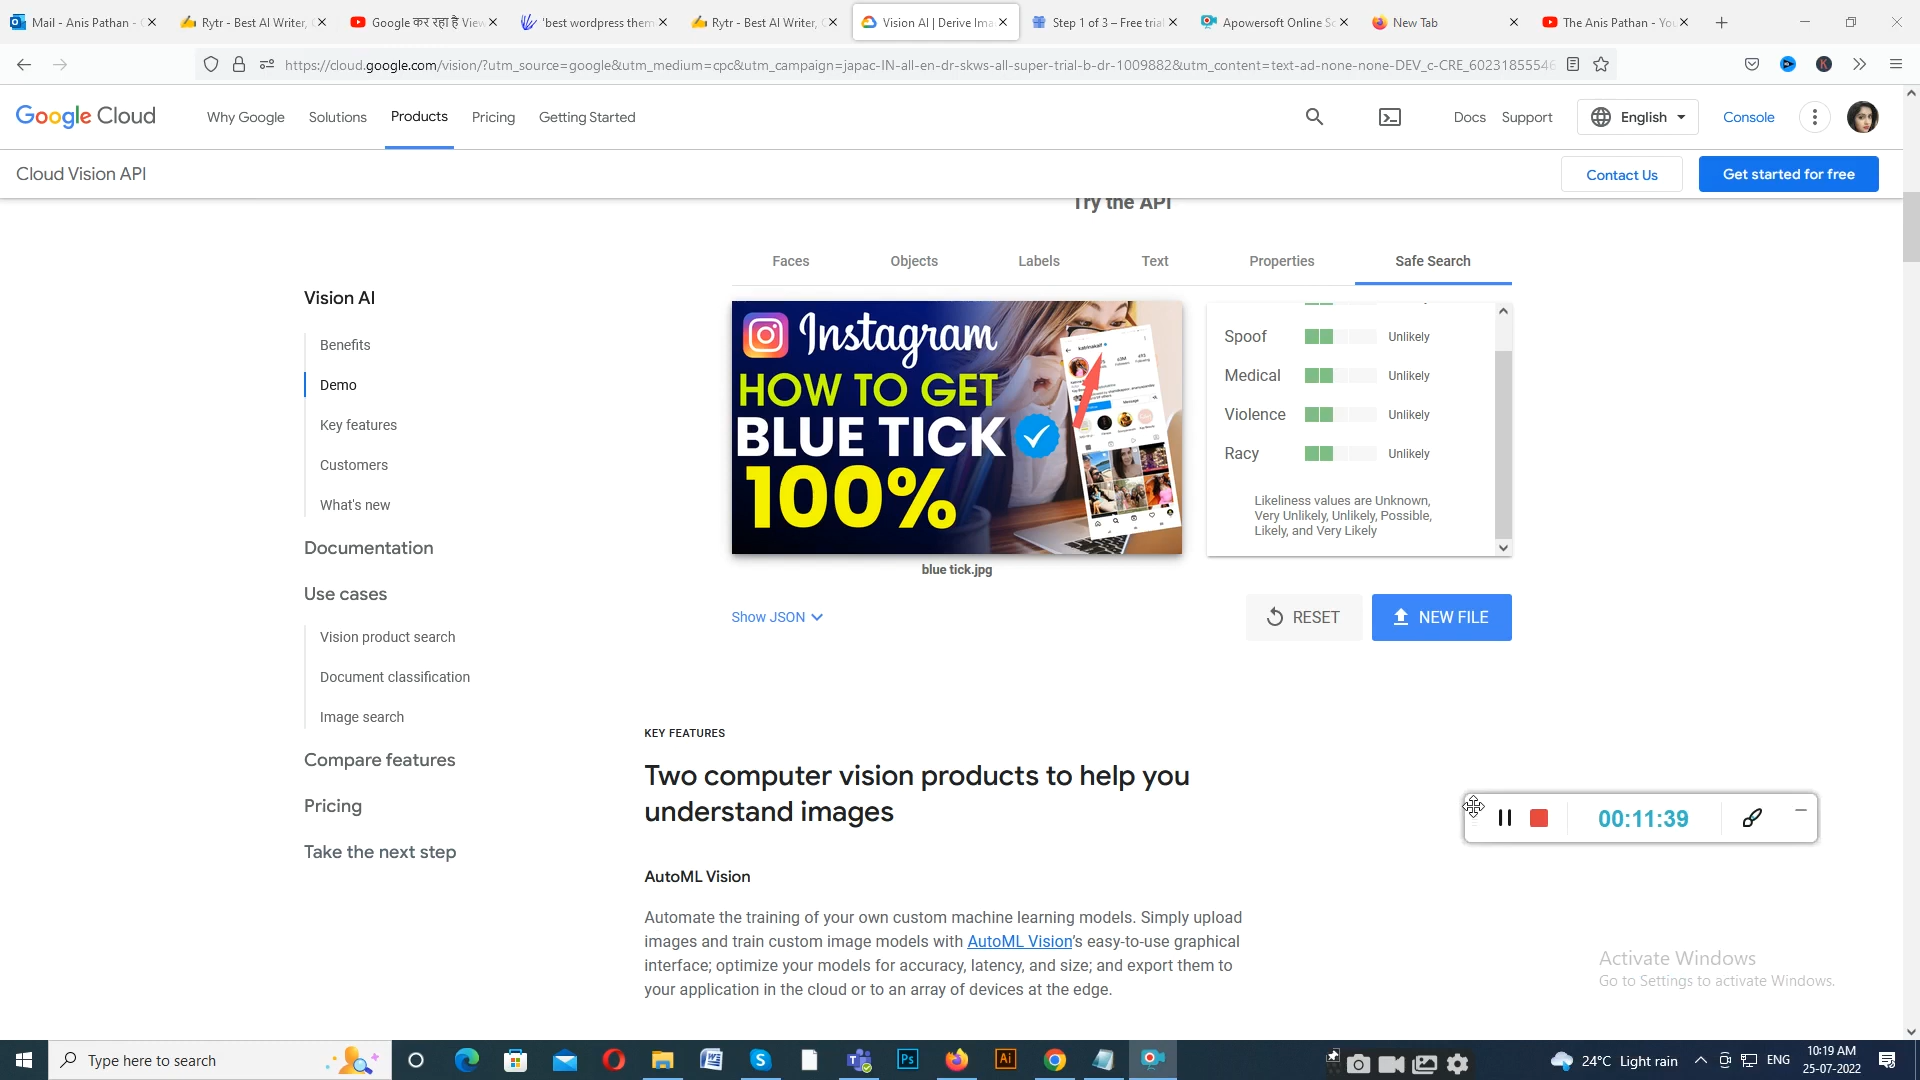 Mail - Anis Pathan -
Rytr - Best AI Writer,
Google कर रहा है View
'best wordpress them
Rytr - Best AI Writer,
Vision AI | Derive Ima
Step 1 of 3 – Free trial
Apowersoft Online Sc
New Tab
The Anis Pathan - You
https://cloud.google.com/vision/?utm_source=google&utm_medium=cpc&utm_campaign=japac-IN-all-en-dr-skws-all-super-trial-b-dr-1009882&utm_content=text-ad-none-none-DEV_c-CRE_60231855546
Google Cloud
Why Google
Solutions
Products
Pricing
Getting Started
Docs
Support
English
Console
Cloud Vision API
Contact Us
Get started for free
Try the API
Faces
Objects
Labels
Text
Properties
Safe Search
Vision AI
Benefits
Demo
Key features
Customers
What's new
Documentation
Use cases
Vision product search
Document classification
Image search
Compare features
Pricing
Take the next step
Instagram
HOW TO GET
BLUE TICK
100%
Message
blue tick.jpg
Spoof Unlikely
Medical Unlikely
Violence Unlikely
Racy Unlikely
Likeliness values are Unknown,
Very Unlikely, Unlikely, Possible,
Likely, and Very Likely
Show JSON
RESET
NEW FILE
KEY FEATURES
Two computer vision products to help you
understand images
AutoML Vision
Automate the training of your own custom machine learning models. Simply upload
images and train custom image models with AutoML Vision's easy-to-use graphical
interface; optimize your models for accuracy, latency, and size; and export them to
your application in the cloud or to an array of devices at the edge.
00:11:39
Activate Windows
Go to Settings to activate Windows.
Type here to search
24°C Light rain
ENG
10:19 AM
25-07-2022